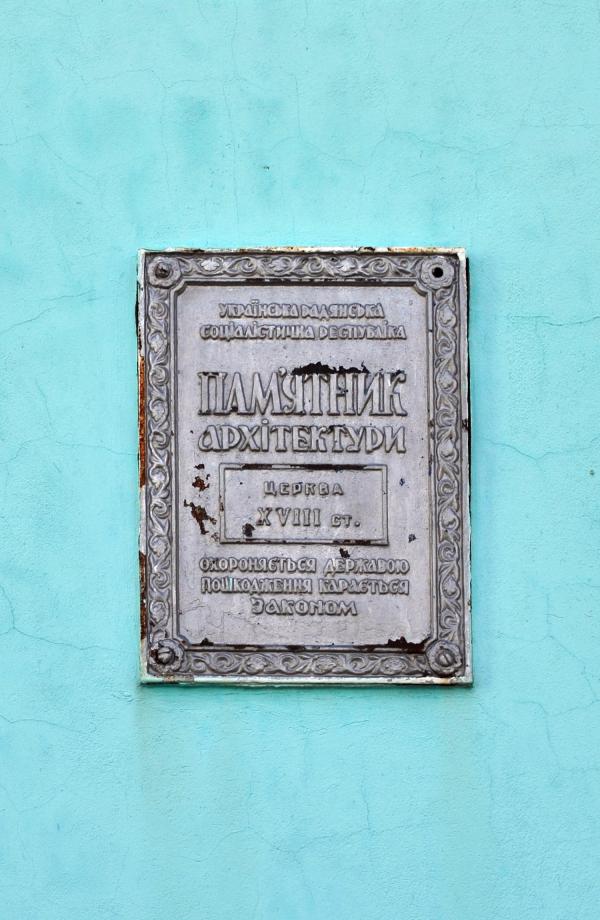 УКРАЇНСЬКА РАДЯНСЬКА
СОЦІАЛІСТИЧНА РЕСПУБЛІКА
ПАМ'ЯТНИК
АРХІТЕКТУРИ
ЦЕРКВА
XVIII ст.
ОХОРОНЯЄТЬСЯ ДЕРЖАВОЮ
ПОШКОДЖЕННЯ КАРАЄТЬСЯ
ЗАКОНОМ